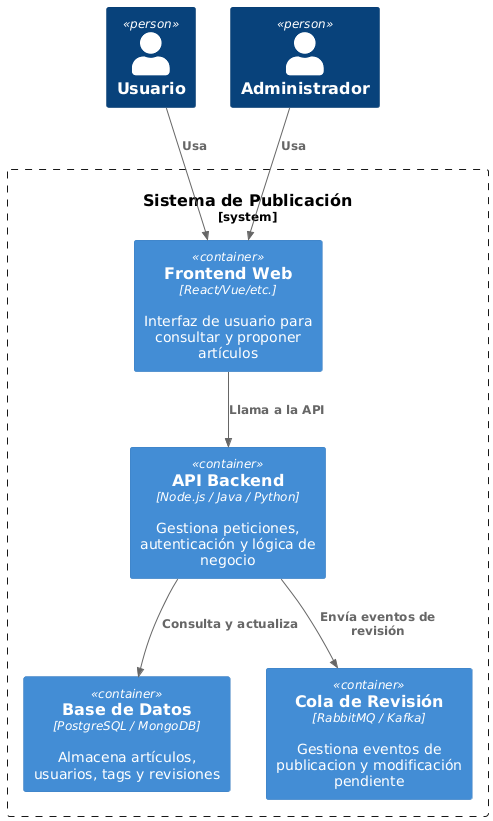 «person»
Usuario
«person»
Administrador
Usa
Usa
Sistema de Publicación
[system]
«container»
Frontend Web
[React/Vue/etc.]
Interfaz de usuario para
consultar y proponer
artículos
Llama a la API
«container»
API Backend
[Node.js / Java / Python]
Gestiona peticiones,
autenticación y lógica de
negocio
Consulta y actualiza
Envía eventos de
revisión
«container»
Base de Datos
[PostgreSQL / MongoDB]
Almacena artículos,
usuarios, tags y revisiones
«container»
Cola de Revisión
[RabbitMQ / Kafka]
Gestiona eventos de
publicacion y modificación
pendiente